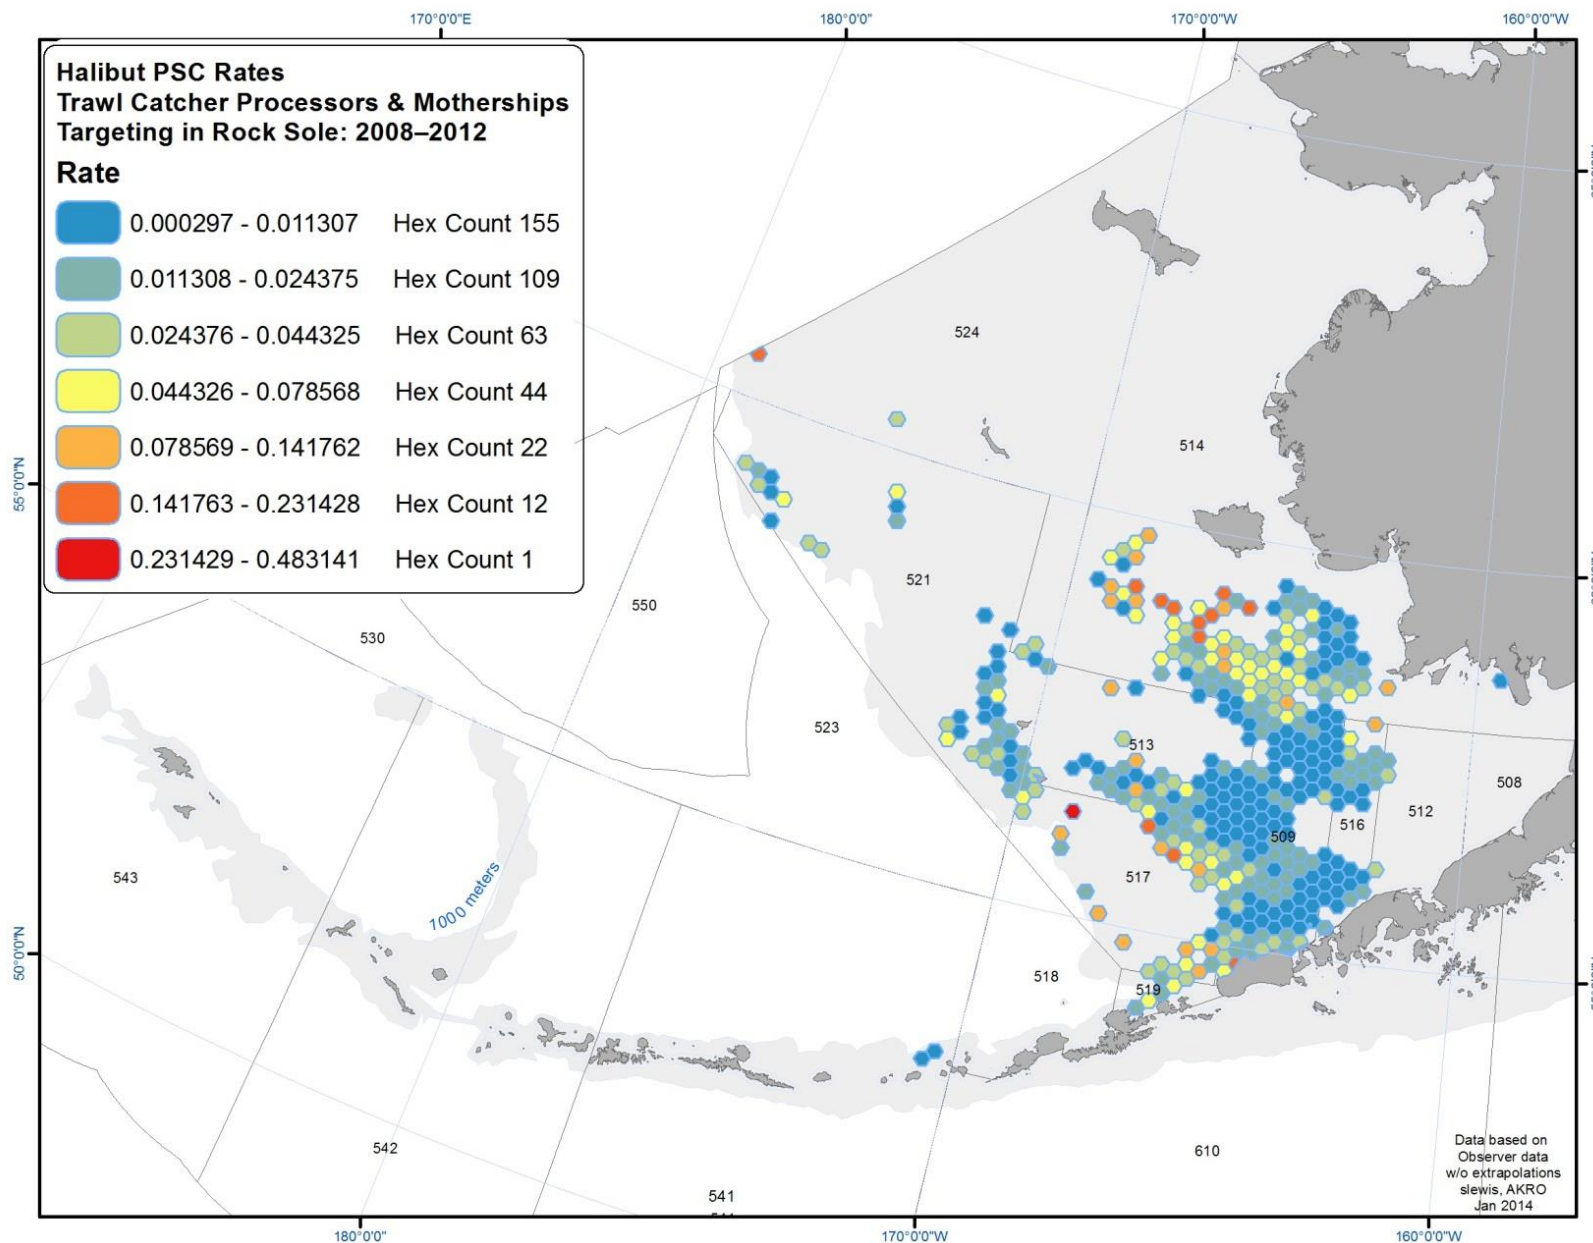 170°0'0"E
180°0'0"
170°0'0"W
160°0'0"W
Halibut PSC Rates
Trawl Catcher Processors & Motherships
Targeting in Rock Sole: 2008–2012
Rate
0.000297 - 0.011307 Hex Count 155
0.011308 - 0.024375 Hex Count 109
0.024376 - 0.044325 Hex Count 63
0.044326 - 0.078568 Hex Count 44
0.078569 - 0.141762 Hex Count 22
0.141763 - 0.231428 Hex Count 12
0.231429 - 0.483141 Hex Count 1
524
514
55°0'0"N
521
550
530
523
513
508
512
516
509
517
543
7000 meters
50°0'0"N
518
519
542
610
541
Data based on
Observer data
w/o extrapolations
slewis, AKRO
Jan 2014
180°0'0"
170°0'0"W
160°0'0"W